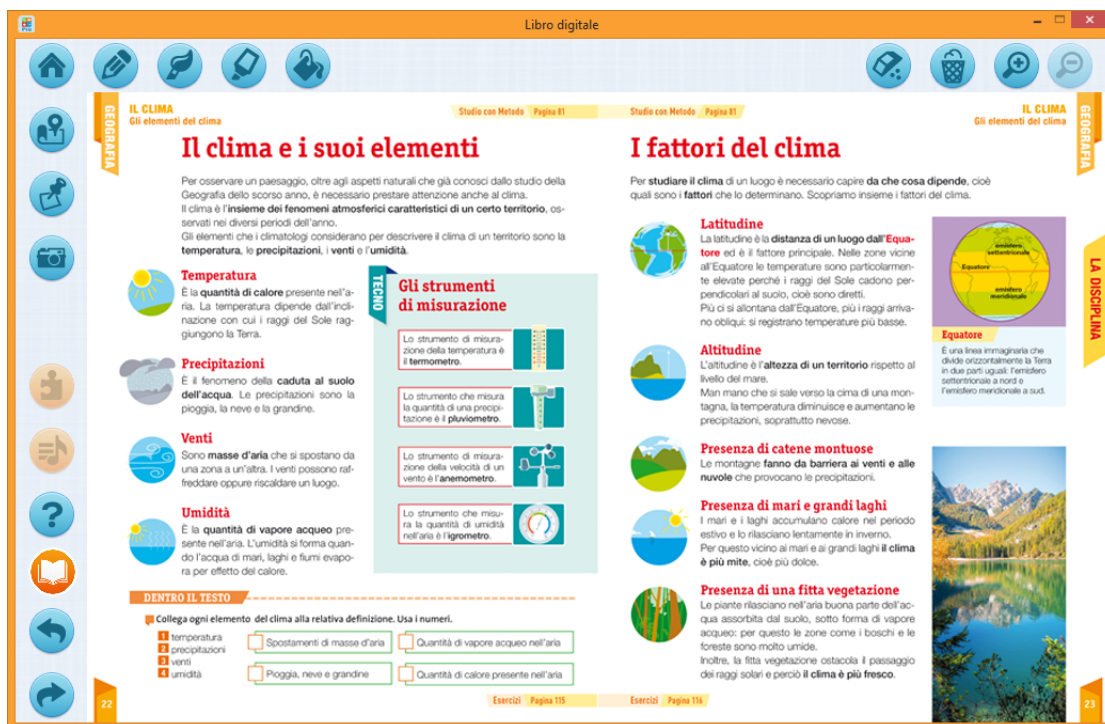 Libro digitale
GEOGRAFIA
IL CLIMA
Gli elementi del clima
Studio con Metodo Pagina 81
Il clima e i suoi elementi
Per osservare un paesaggio, oltre agli aspetti naturali che già conosci dallo studio della
Geografia dello scorso anno, è necessario prestare attenzione anche al clima.
Il clima è l'insieme dei fenomeni atmosferici caratteristici di un certo territorio, os-
servati nei diversi periodi dell'anno.
Gli elementi che i climatologi considerano per descrivere il clima di un territorio sono la
temperatura, le precipitazioni, i venti e l'umidità.
Temperatura
È la quantità di calore presente nell'a-
ria. La temperatura dipende dall'incli-
nazione con cui i raggi del Sole rag-
giungono la Terra.
Precipitazioni
È il fenomeno della caduta al suolo
dell'acqua. Le precipitazioni sono la
pioggia, la neve e la grandine.
Venti
Sono masse d'aria che si spostano da
una zona a un'altra. I venti possono raf-
freddare oppure riscaldare un luogo.
Umidità
È la quantità di vapore acqueo pre-
sente nell'aria. L'umidità si forma quan-
do l'acqua di mari, laghi e fiumi evapo-
ra per effetto del calore.
TECNO
Gli strumenti
di misurazione
Lo strumento di misura-
zione della temperatura è
il termometro.
Lo strumento che misura
la quantità di una precipi-
tazione è il pluviometro.
Lo strumento di misura-
zione della velocità di un
vento è l'anemometro.
Lo strumento che misu-
ra la quantità di umidità
nell'aria è l'igrometro.
DENTRO IL TESTO
Collega ogni elemento del clima alla relativa definizione. Usa i numeri.
1 temperatura
2 precipitazioni
3 venti
4 umidità
Spostamenti di masse d'aria
Quantità di vapore acqueo nell'aria
Pioggia, neve e grandine
Quantità di calore presente nell'aria
22
Esercizi Pagina 115
Studio con Metodo Pagina 81
IL CLIMA
Gli elementi del clima
GEOGRAFIA
I fattori del clima
Per studiare il clima di un luogo è necessario capire da che cosa dipende, cioè
quali sono i fattori che lo determinano. Scopriamo insieme i fattori del clima.
Latitudine
La latitudine è la distanza di un luogo dall'Equa-
tore ed è il fattore principale. Nelle zone vicine
all'Equatore le temperature sono particolarmen-
te elevate perché i raggi del Sole cadono per-
pendicolari al suolo, cioè sono diretti.
Più ci si allontana dall'Equatore, più i raggi arriva-
no obliqui: si registrano temperature più basse.
Altitudine
L'altitudine è l'altezza di un territorio rispetto al
livello del mare.
Man mano che si sale verso la cima di una mon-
tagna, la temperatura diminuisce e aumentano le
precipitazioni, soprattutto nevose.
Presenza di catene montuose
Le montagne fanno da barriera ai venti e alle
nuvole che provocano le precipitazioni.
Presenza di mari e grandi laghi
I mari e i laghi accumulano calore nel periodo
estivo e lo rilasciano lentamente in inverno.
Per questo vicino ai mari e ai grandi laghi il clima
è più mite, cioè più dolce.
Presenza di una fitta vegetazione
Le piante rilasciano nell'aria buona parte dell'ac-
qua assorbita dal suolo, sotto forma di vapore
acqueo: per questo le zone come i boschi e le
foreste sono molto umide.
Inoltre, la fitta vegetazione ostacola il passaggio
dei raggi solari e perciò il clima è più fresco.
emisfero
settentrionale
Equatore
emisfero
meridionale
Equatore
È una linea immaginaria che
divide orizzontalmente la Terra
in due parti uguali: l'emisfero
settentrionale a nord e
l'emisfero meridionale a sud.
LA DISCIPLINA
Esercizi Pagina 116
23